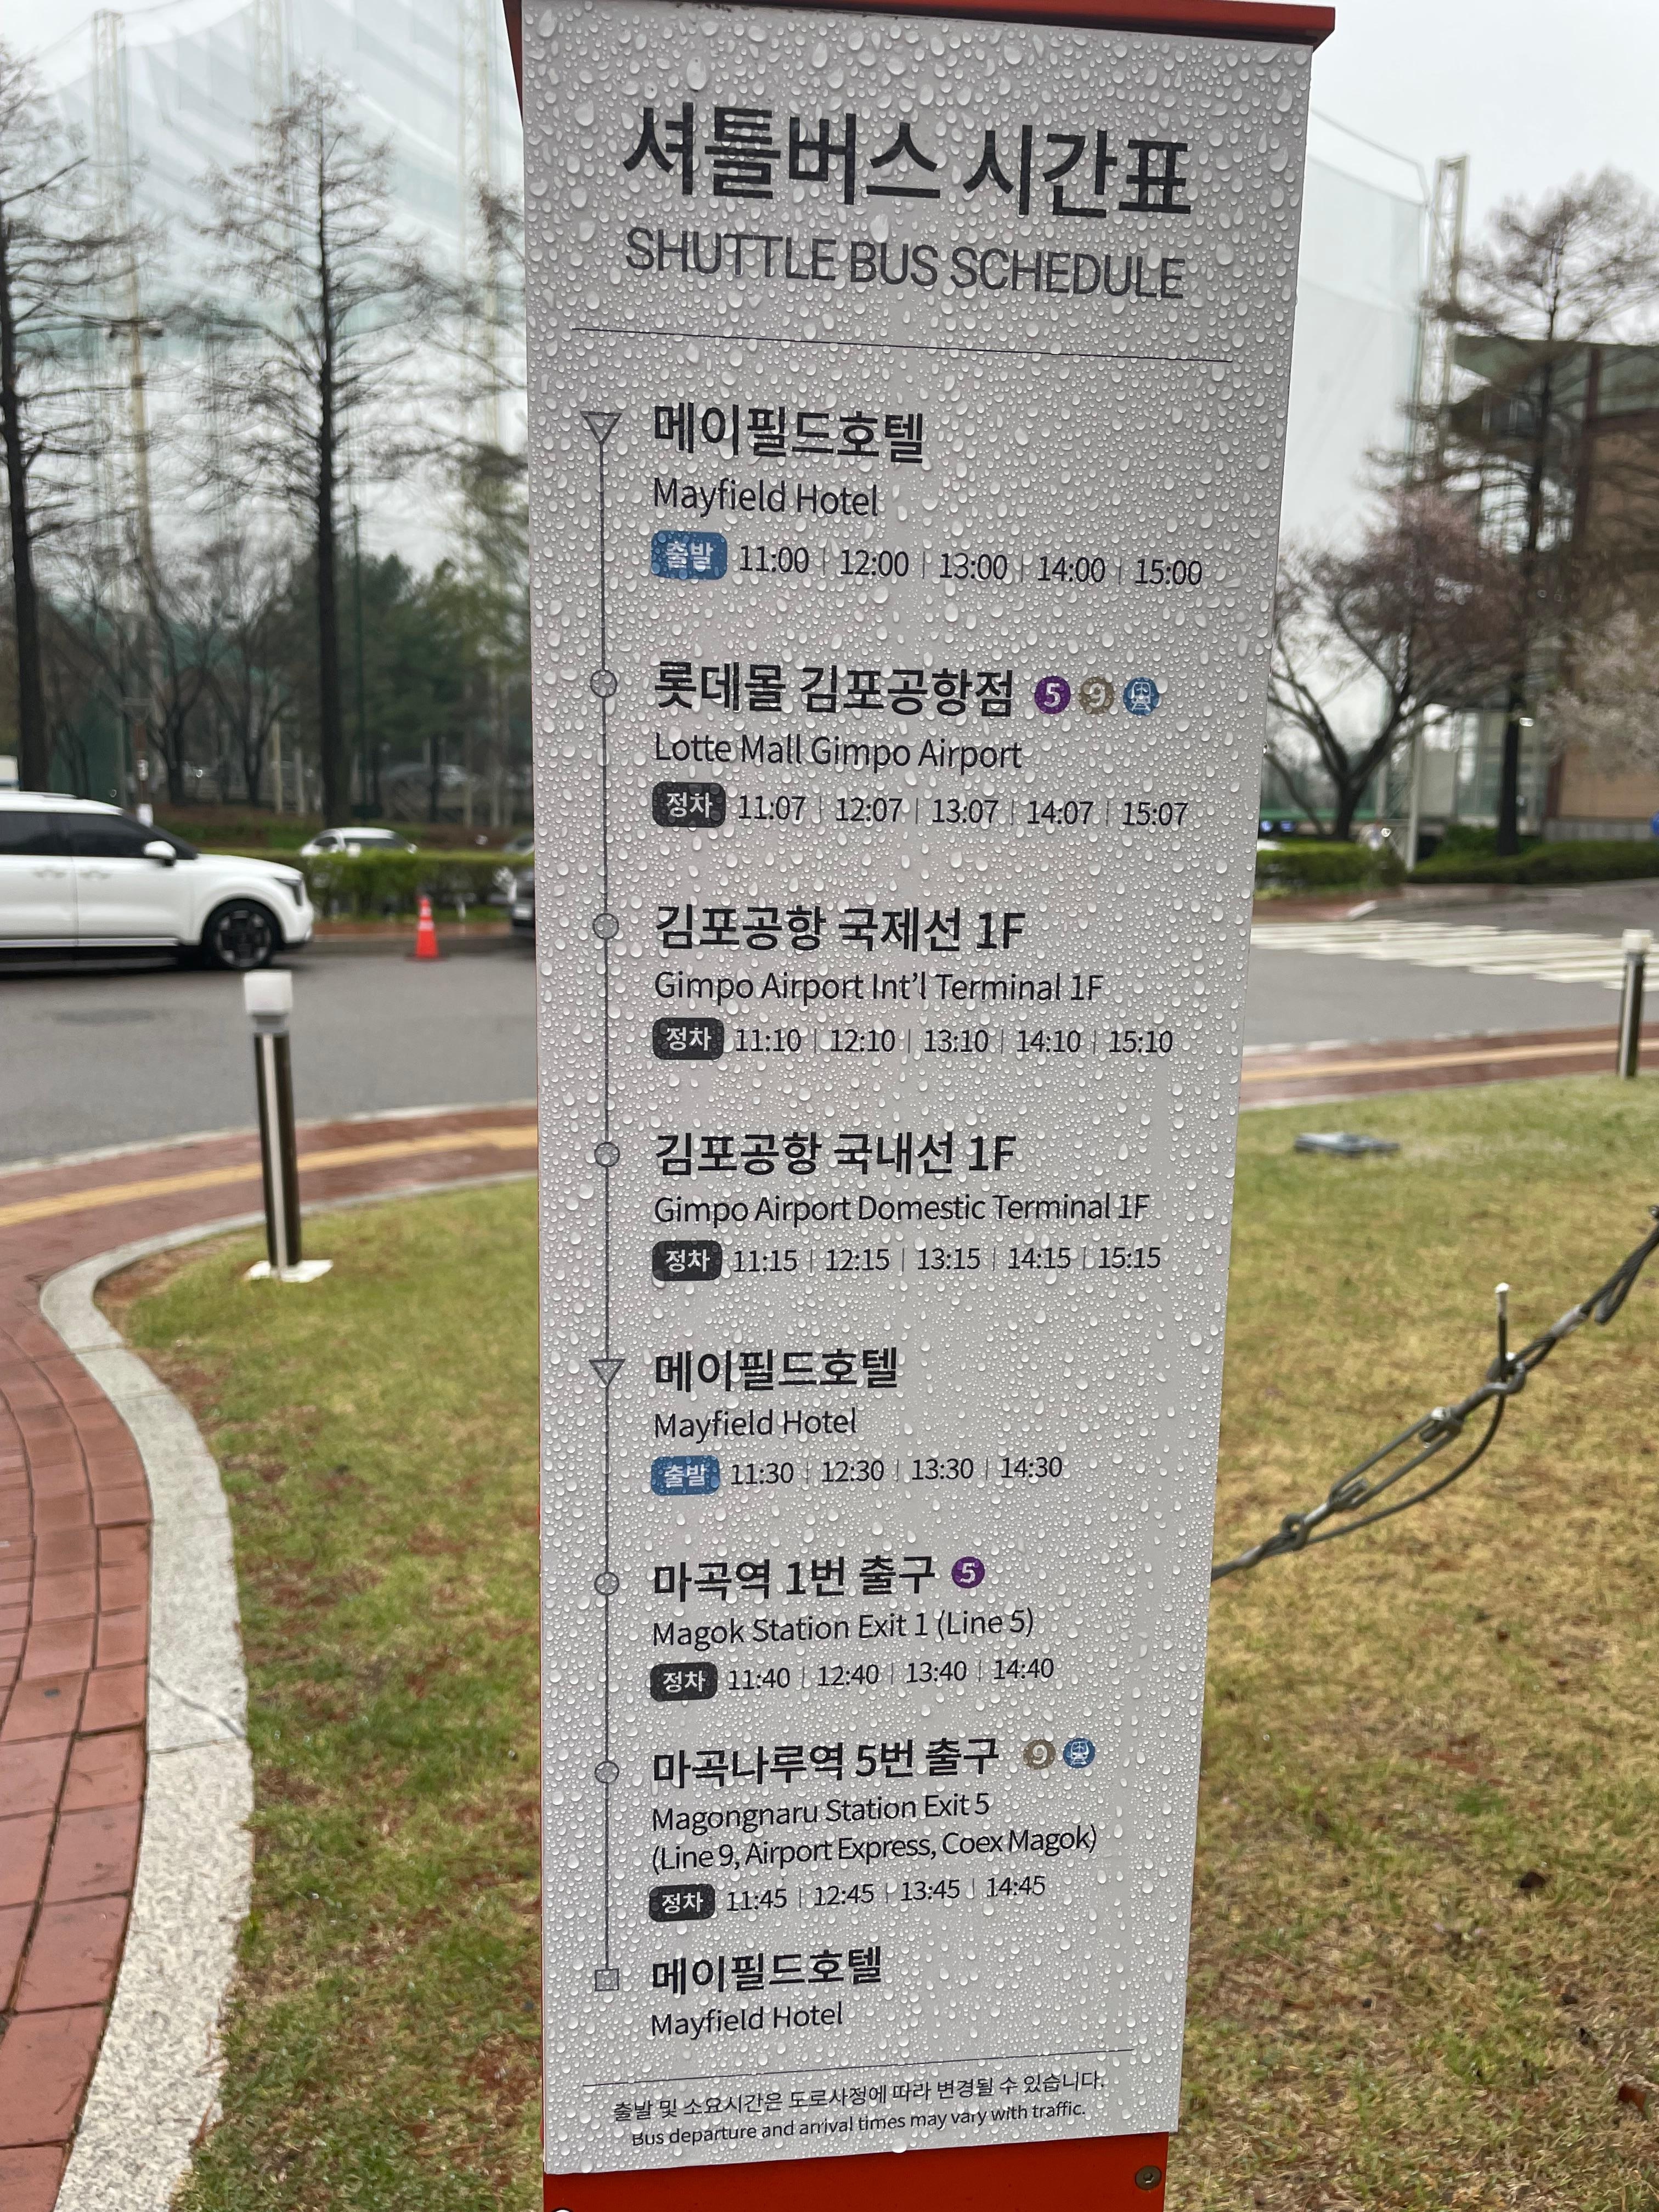 셔틀버스 시간표
SHUTTLE BUS SCHEDULE
메이필드호텔
Mayfield Hotel
출발 11:00 | 12:00 | 13:00 | 14:00 | 15:00
롯데몰 김포공항점 5 9
Lotte Mall Gimpo Airport
정차 11:07 | 12:07 | 13:07 | 14:07 | 15:07
김포공항 국제선 1F
Gimpo Airport Int'l Terminal 1F
정차 11:10 | 12:10 | 13:10 | 14:10 | 15:10
김포공항 국내선 1F
Gimpo Airport Domestic Terminal 1F
정차 11:15 | 12:15 | 13:15 | 14:15 | 15:15
메이필드호텔
Mayfield Hotel
출발 11:30 | 12:30 | 13:30 | 14:30
마곡역 1번 출구 5
Magok Station Exit 1 (Line 5)
정차 11:40 | 12:40 | 13:40 | 14:40
마곡나루역 5번 출구 9
Magongnaru Station Exit 5
(Line 9, Airport Express, Coex Magok)
정차 11:45 | 12:45 | 13:45 | 14:45
메이필드호텔
Mayfield Hotel
출발 및 소요시간은 도로사정에 따라 변경될 수 있습니다.
Bus departure and arrival times may vary with traffic.